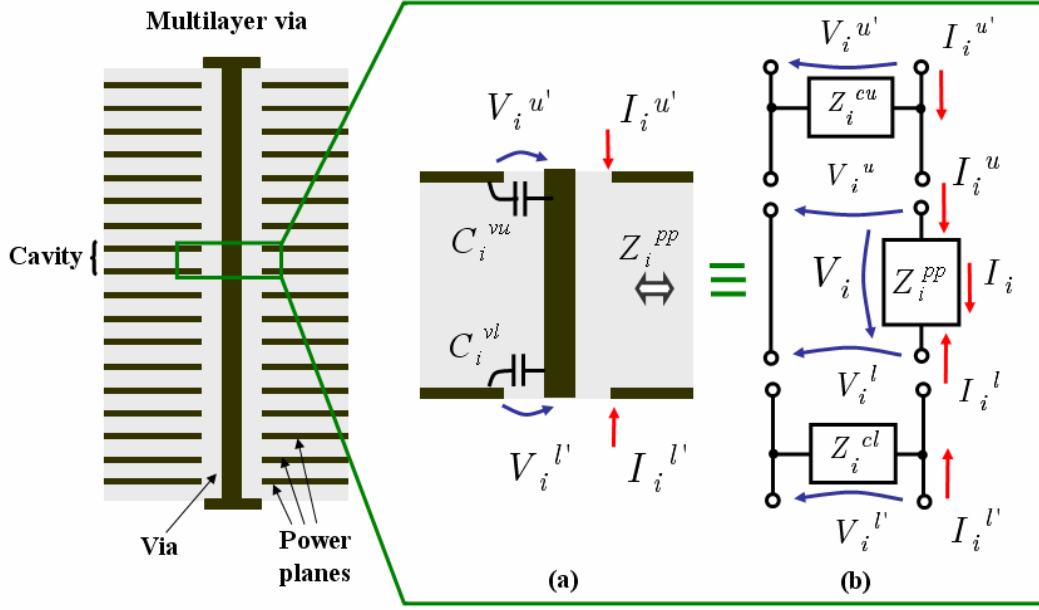 Multilayer via
Cavity
Via
Power
planes
V_i^{u'}
I_i^{u'}
C_i^{vu}
Z_i^{pp}
C_i^{vl}
V_i^{l'}
I_i^{l'}
(a)
V_i^{u'}
I_i^{u'}
Z_i^{cu}
V_i^{u}
I_i^{u}
V_i
Z_i^{pp}
I_i
V_i^{l}
I_i^{l}
Z_i^{cl}
V_i^{l'}
I_i^{l'}
(b)